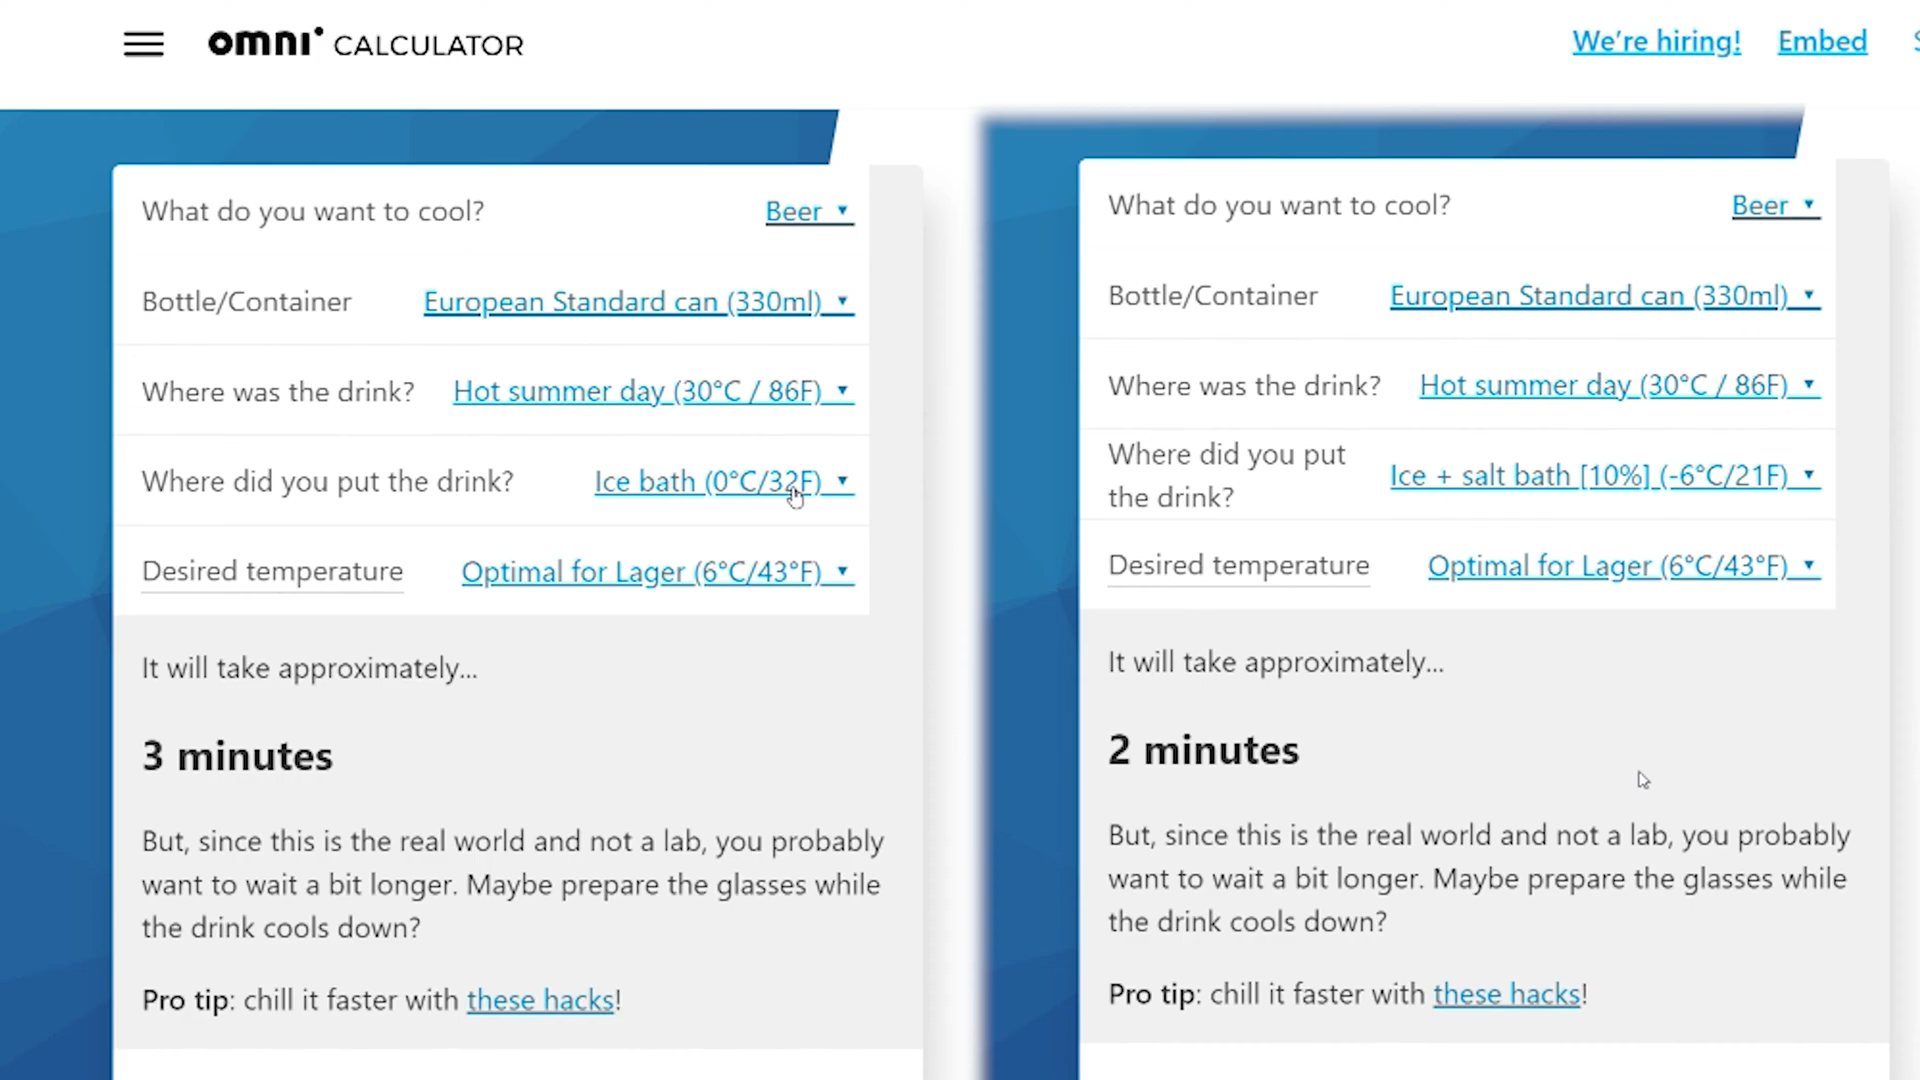 omni CALCULATOR
We're hiring! Embed
What do you want to cool? Beer
Bottle/Container European Standard can (330ml)
Where was the drink? Hot summer day (30°C / 86F)
Where did you put the drink? Ice bath (0°C/32F)
Desired temperature Optimal for Lager (6°C/43°F)
It will take approximately...
3 minutes
But, since this is the real world and not a lab, you probably
want to wait a bit longer. Maybe prepare the glasses while
the drink cools down?
Pro tip: chill it faster with these hacks!
What do you want to cool? Beer
Bottle/Container European Standard can (330ml)
Where was the drink? Hot summer day (30°C / 86F)
Where did you put
the drink?
Ice + salt bath [10%] (-6°C/21F)
Desired temperature Optimal for Lager (6°C/43°F)
It will take approximately...
2 minutes
But, since this is the real world and not a lab, you probably
want to wait a bit longer. Maybe prepare the glasses while
the drink cools down?
Pro tip: chill it faster with these hacks!